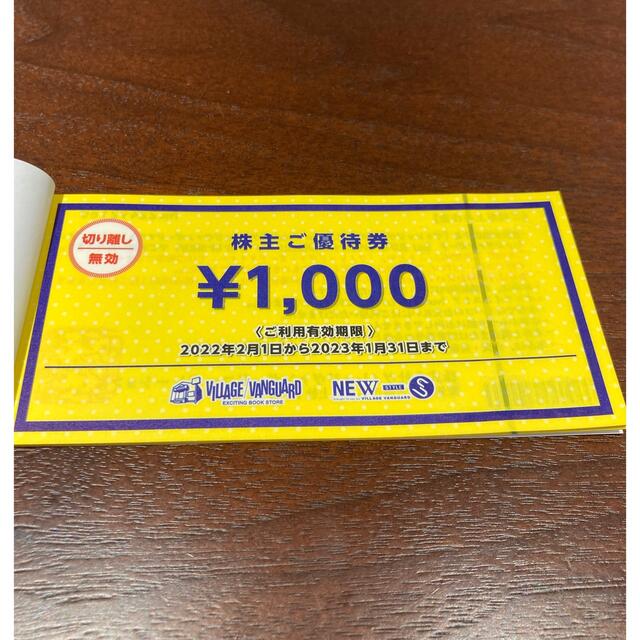 切り離し
無効
株主ご優待券
¥1,000
〈ご利用有効期限〉
2022年2月1日から2023年1月31日まで
VILLAGE/VANGUARD
EXCITING BOOK STORE
NEW STYLE
VILLAGE VANGUARD